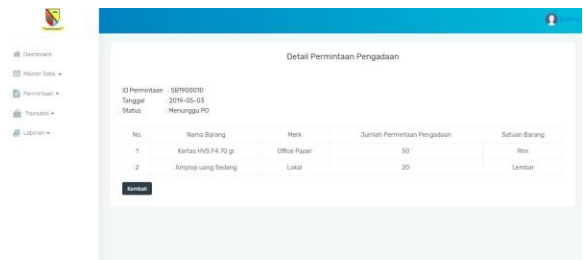 Dashboard
Master Data
Permintaan
Transaksi
Laporan
Detail Permintaan Pengadaan
ID Permintaan : SB1900010
Tanggal : 2019-05-03
Status : Menunggu PO
No. Nama Barang Merk Jumlah Permintaan Pengadaan Satuan Barang
1 Kertas HVS F4 70 gr Office Paper 50 Rim
2 Amplop uang Sedang Lokal 20 Lembar
Kembali